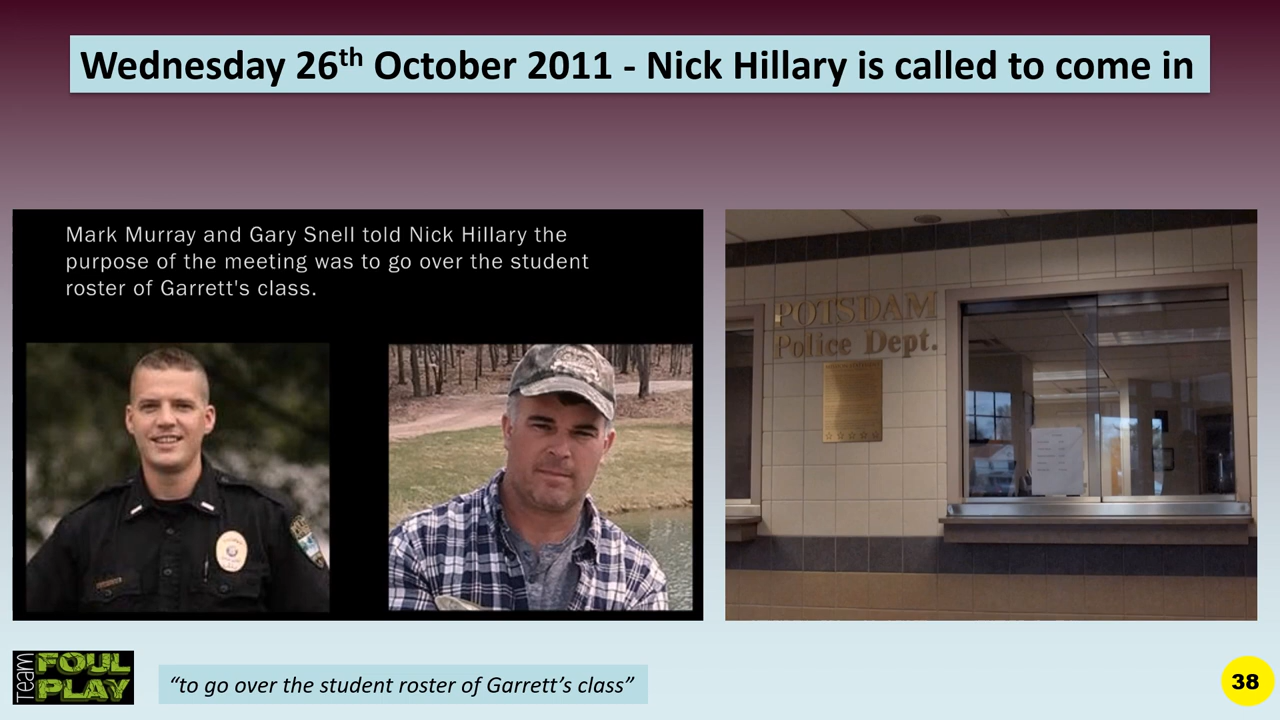 Wednesday 26th October 2011 - Nick Hillary is called to come in
Mark Murray and Gary Snell told Nick Hillary the
purpose of the meeting was to go over the student
roster of Garrett's class.
POTSDAM
Police Dept.
team
FOUL
PLAY
“to go over the student roster of Garrett’s class”
38